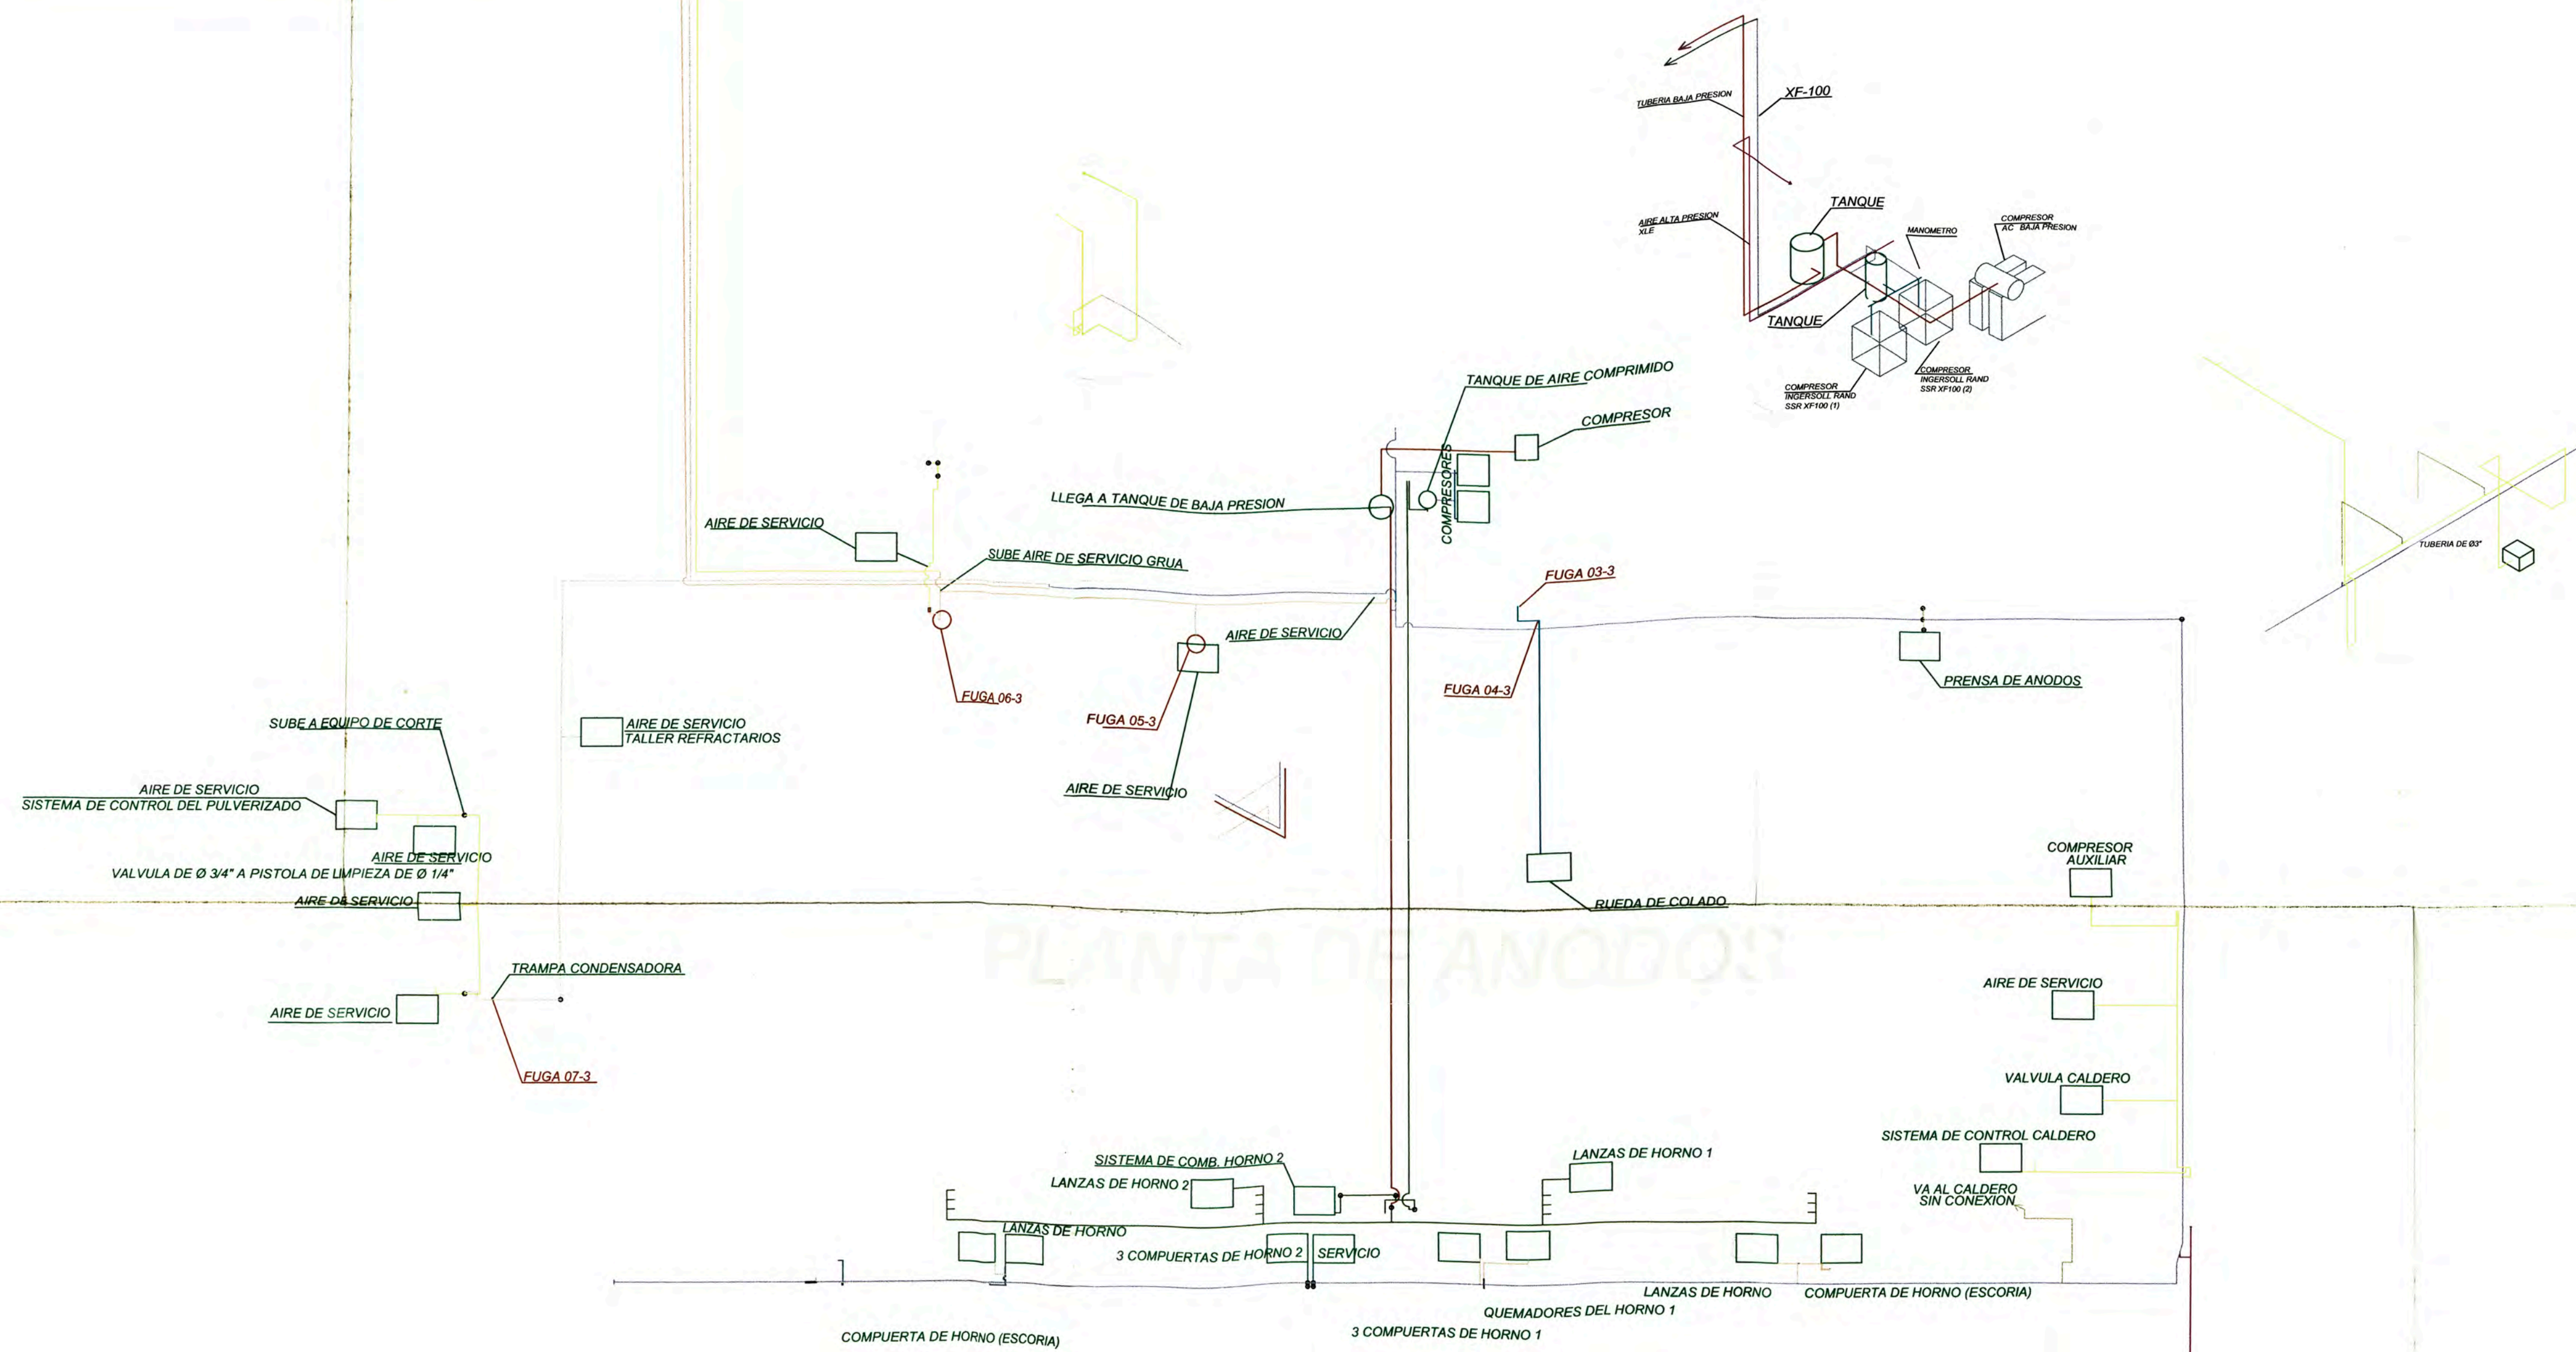 TUBERIA BAJA PRESION
XF-100
AIRE ALTA PRESION
XLE
TANQUE
MANOMETRO
COMPRESOR
AC BAJA PRESION
TANQUE
COMPRESOR
INGERSOLL RAND
SSR XF100 (1)
COMPRESOR
INGERSOLL RAND
SSR XF100 (2)
TANQUE DE AIRE COMPRIMIDO
COMPRESOR
COMPRESORES
LLEGA A TANQUE DE BAJA PRESION
AIRE DE SERVICIO
SUBE AIRE DE SERVICIO GRUA
TUBERIA DE Ø3"
FUGA 03-3
AIRE DE SERVICIO
FUGA 06-3
FUGA 05-3
FUGA 04-3
PRENSA DE ANODOS
SUBE A EQUIPO DE CORTE
AIRE DE SERVICIO
TALLER REFRACTARIOS
AIRE DE SERVICIO
AIRE DE SERVICIO
SISTEMA DE CONTROL DEL PULVERIZADO
AIRE DE SERVICIO
VALVULA DE Ø 3/4" A PISTOLA DE LIMPIEZA DE Ø 1/4"
AIRE DE SERVICIO
COMPRESOR
AUXILIAR
RUEDA DE COLADO
PLANTA DE ANODOS
TRAMPA CONDENSADORA
AIRE DE SERVICIO
AIRE DE SERVICIO
FUGA 07-3
VALVULA CALDERO
SISTEMA DE CONTROL CALDERO
SISTEMA DE COMB. HORNO 2
LANZAS DE HORNO 1
LANZAS DE HORNO 2
VA AL CALDERO
SIN CONEXION
LANZAS DE HORNO
3 COMPUERTAS DE HORNO 2
SERVICIO
LANZAS DE HORNO
COMPUERTA DE HORNO (ESCORIA)
QUEMADORES DEL HORNO 1
3 COMPUERTAS DE HORNO 1
COMPUERTA DE HORNO (ESCORIA)